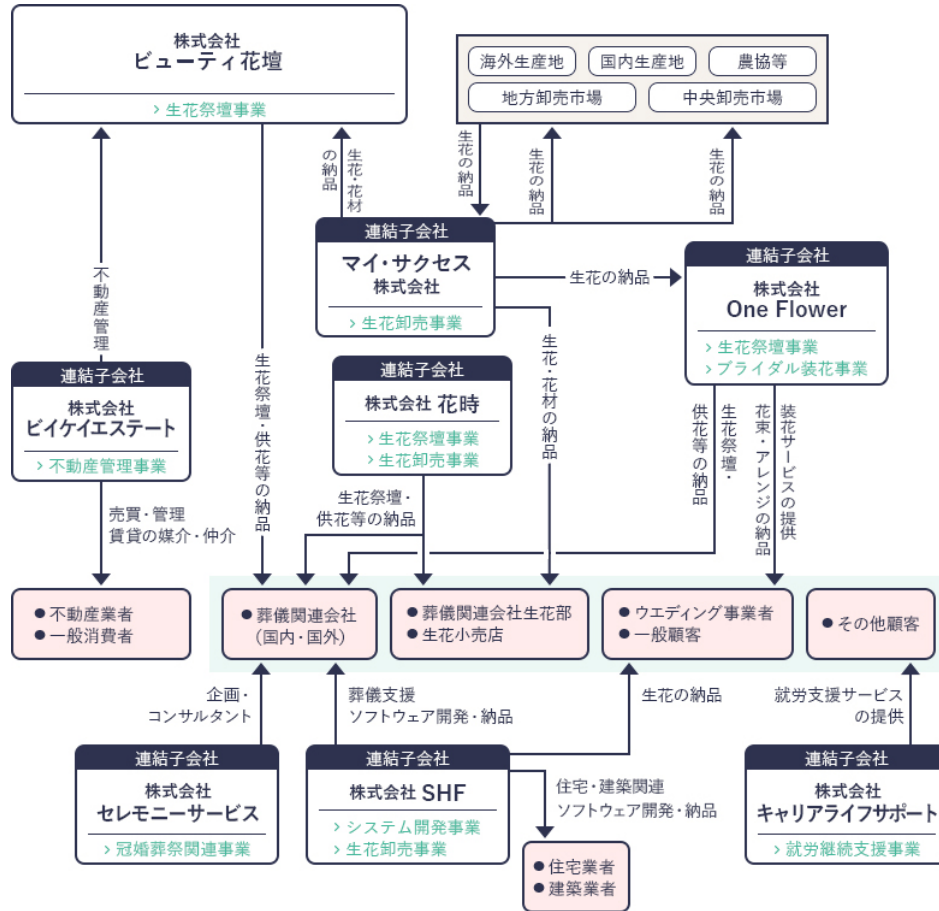 株式会社
ビューティ花壇
> 生花祭壇事業
海外生産地
国内生産地
農協等
地方卸売市場
中央卸売市場
生花・花材
の納品
生花の納品
生花の納品
生花の納品
連結子会社
マイ・サクセス
株式会社
> 生花卸売事業
生花の納品
連結子会社
株式会社
One Flower
> 生花祭壇事業
> ブライダル装花事業
不動産管理
生花祭壇・供花等の納品
生花・花材の納品
連結子会社
株式会社
ビイケイエステート
> 不動産管理事業
連結子会社
株式会社 花時
> 生花祭壇事業
> 生花卸売事業
生花祭壇・
供花等の納品
装花サービスの提供
花束・アレンジの納品
売買・管理
賃貸の媒介・仲介
生花祭壇・
供花等の納品
● 不動産業者
● 一般消費者
● 葬儀関連会社
(国内・国外)
● 葬儀関連会社生花部
● 生花小売店
● ウエディング事業者
● 一般顧客
● その他顧客
企画・
コンサルタント
葬儀支援
ソフトウェア開発・納品
生花の納品
就労支援サービス
の提供
連結子会社
株式会社
セレモニーサービス
> 冠婚葬祭関連事業
連結子会社
株式会社 SHF
> システム開発事業
> 生花卸売事業
住宅・建築関連
ソフトウェア開発・納品
● 住宅業者
● 建築業者
連結子会社
株式会社
キャリアライフサポート
> 就労継続支援事業